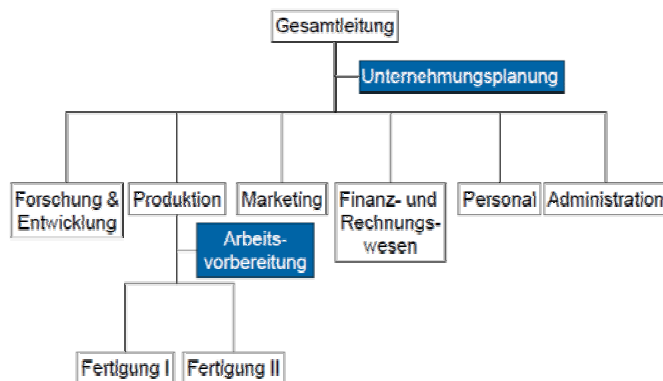 Gesamtleitung
Unternehmungsplanung
Forschung &
Entwicklung
Produktion
Marketing
Finanz- und
Rechnungs-
wesen
Personal
Administration
Arbeits-
vorbereitung
Fertigung I
Fertigung II